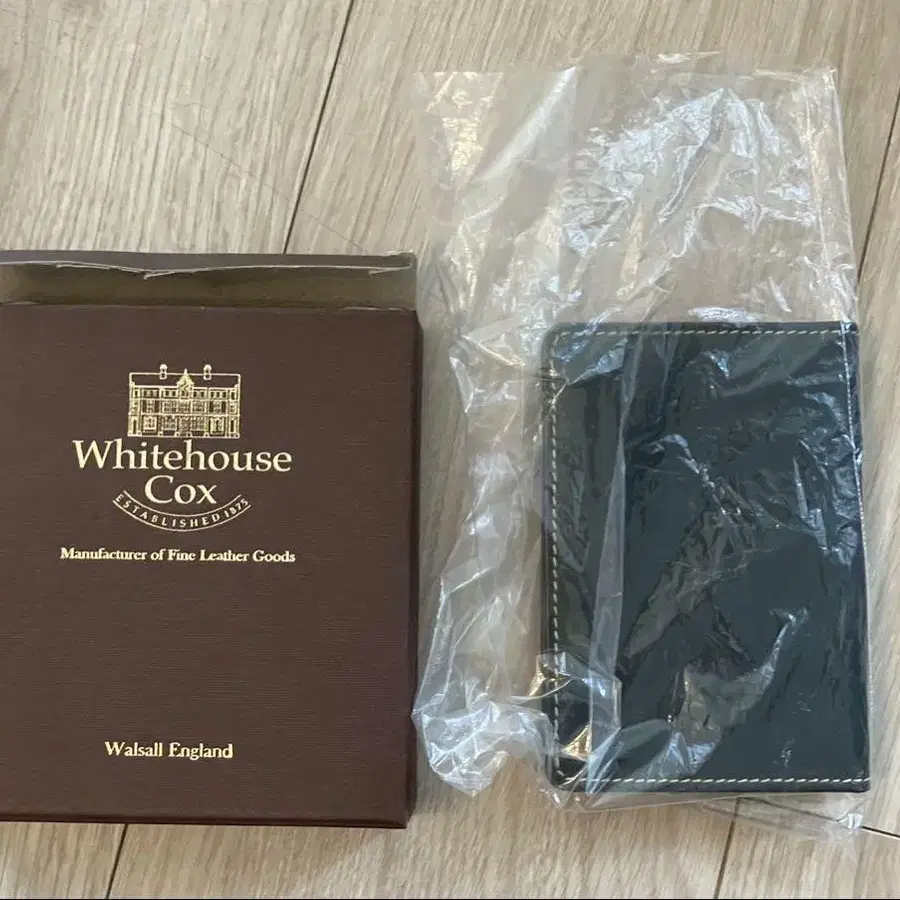 Whitehouse
Cox
ESTABLISHED 1875
Manufacturer of Fine Leather Goods
Walsall England